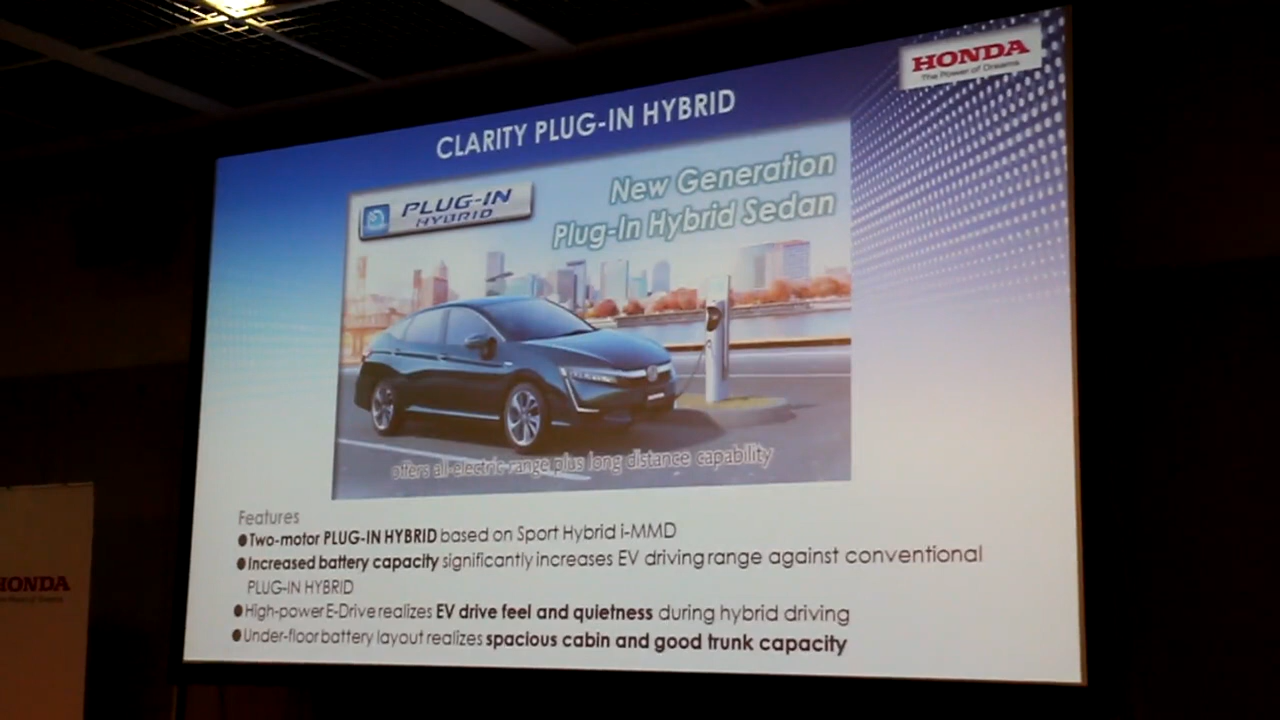 HONDA
The Power of Dreams
CLARITY PLUG-IN HYBRID
PLUG-IN
HYBRID
New Generation
Plug-In Hybrid Sedan
offers all-electric range plus long distance capability
Features
●Two-motor PLUG-IN HYBRID based on Sport Hybrid i-MMD
●Increased battery capacity significantly increases EV driving range against conventional
PLUG-IN HYBRID
●High-power E-Drive realizes EV drive feel and quietness during hybrid driving
●Under-floor battery layout realizes spacious cabin and good trunk capacity
HONDA